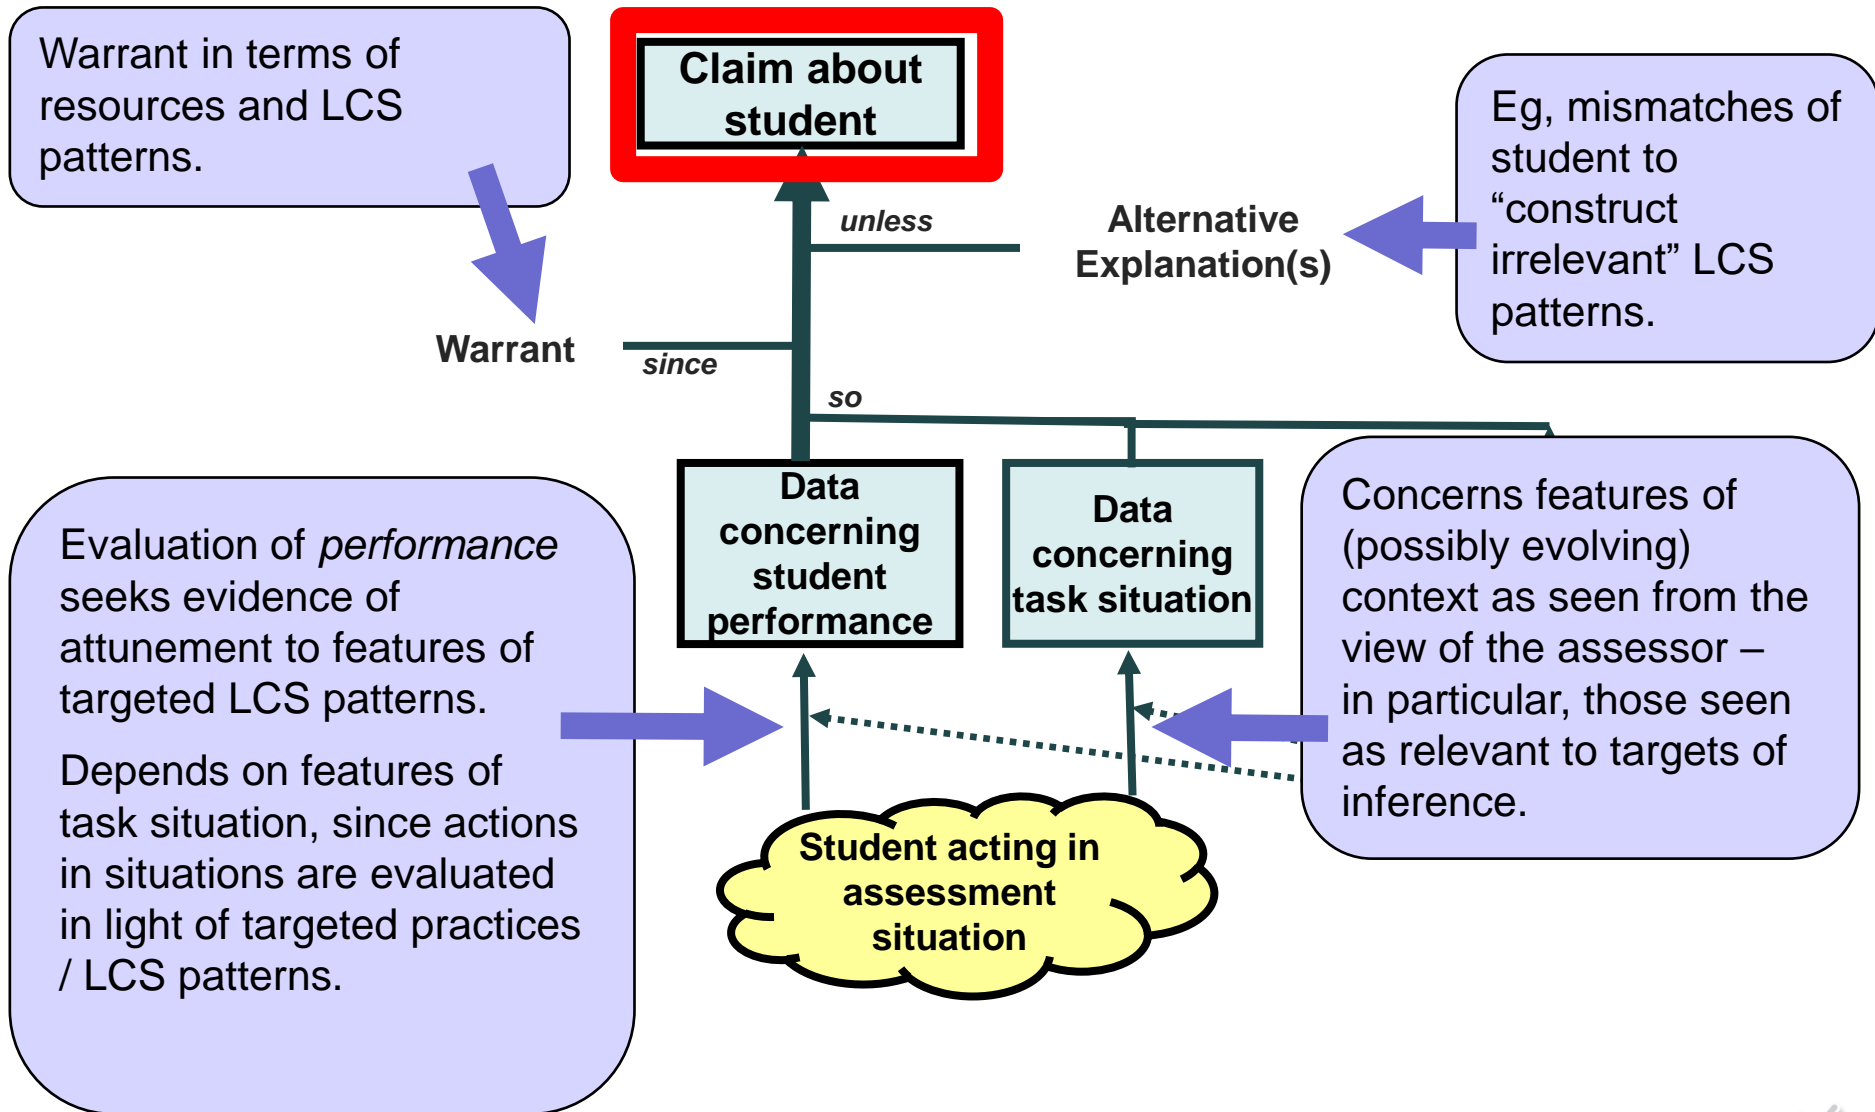 Warrant in terms of
resources and LCS
patterns.
Claim about
student
Eg, mismatches of
student to
“construct
irrelevant” LCS
patterns.
unless
Alternative
Explanation(s)
Warrant
since
so
Evaluation of performance
seeks evidence of
attunement to features of
targeted LCS patterns.
Depends on features of
task situation, since actions
in situations are evaluated
in light of targeted practices
/ LCS patterns.
Data
concerning
student
performance
Data
concerning
task situation
Concerns features of
(possibly evolving)
context as seen from the
view of the assessor –
in particular, those seen
as relevant to targets of
inference.
Student acting in
assessment
situation